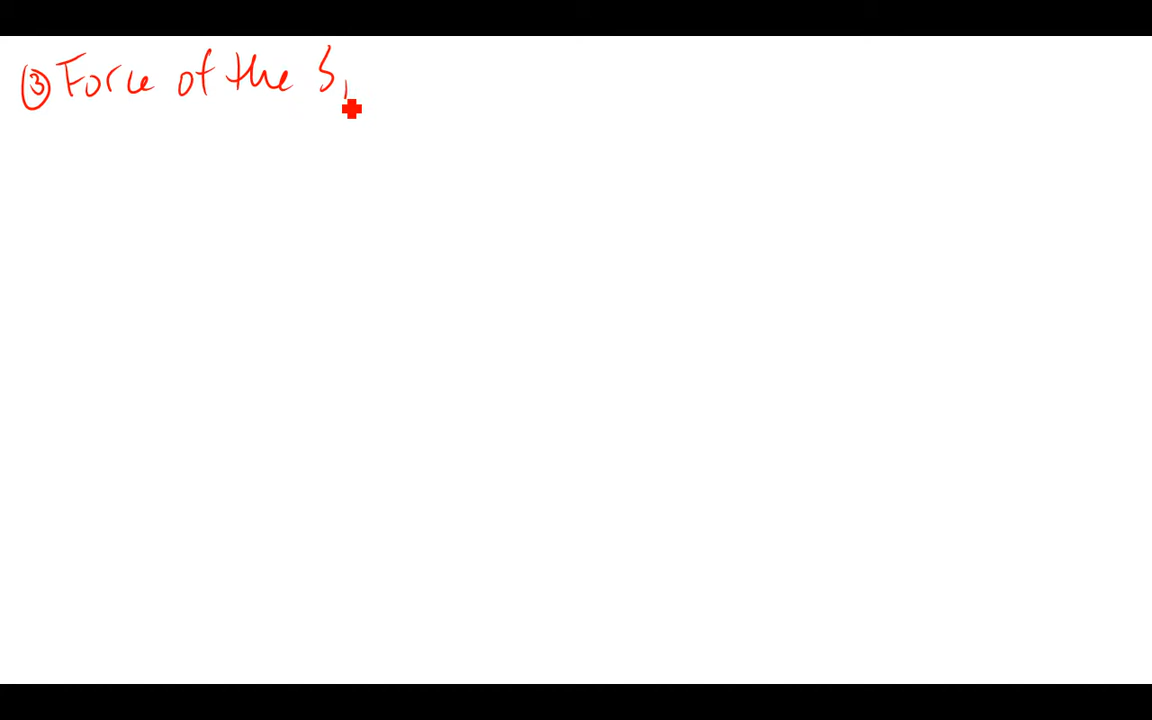 ③ Force of the S